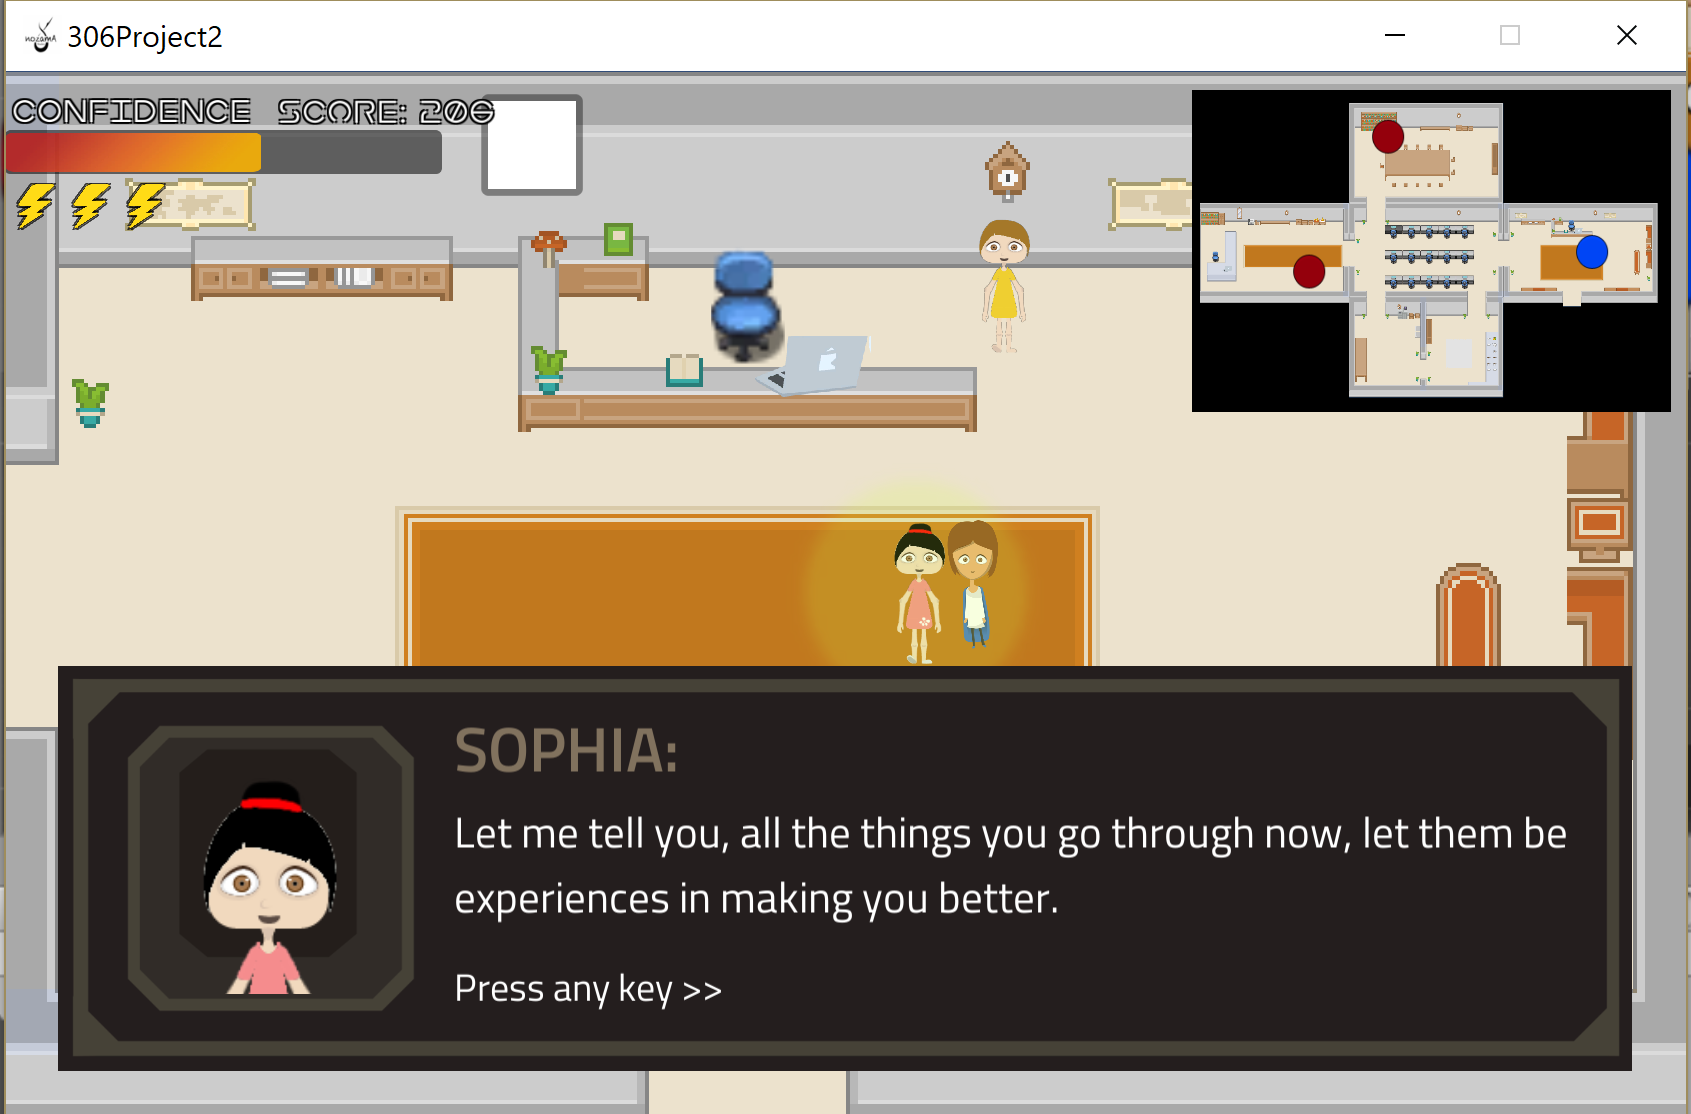 306Project2
CONFIDENCE SCORE: 206
SOPHIA:
Let me tell you, all the things you go through now, let them be
experiences in making you better.
Press any key >>